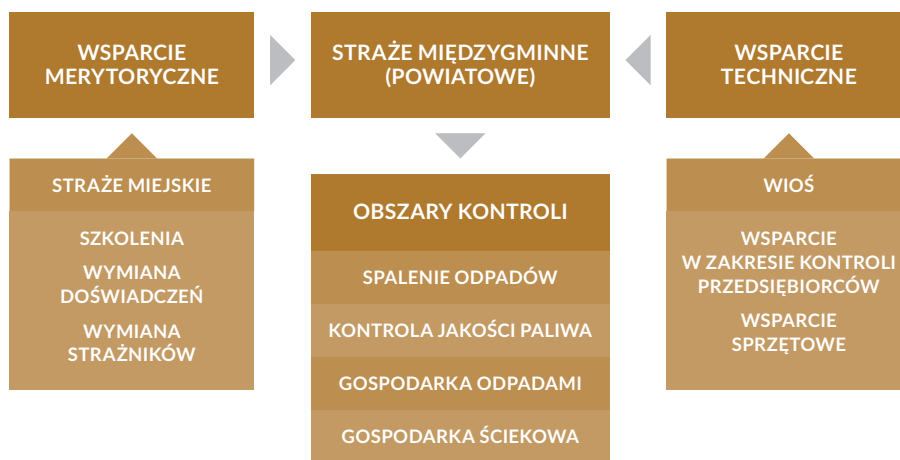 WSPARCIE
MERYTORYCZNE
STRAŻE MIĘDZYGMINNE
(POWIATOWE)
WSPARCIE
TECHNICZNE
STRAŻE MIEJSKIE
SZKOLENIA
WYMIANA
DOŚWIADCZEŃ
WYMIANA
STRAŻNIKÓW
OBSZARY KONTROLI
SPALENIE ODPADÓW
KONTROLA JAKOŚCI PALIWA
GOSPODARKA ODPADAMI
GOSPODARKA ŚCIEKOWA
WIOŚ
WSPARCIE
W ZAKRESIE KONTROLI
PRZEDSIĘBIORCÓW
WSPARCIE
SPRZĘTOWE